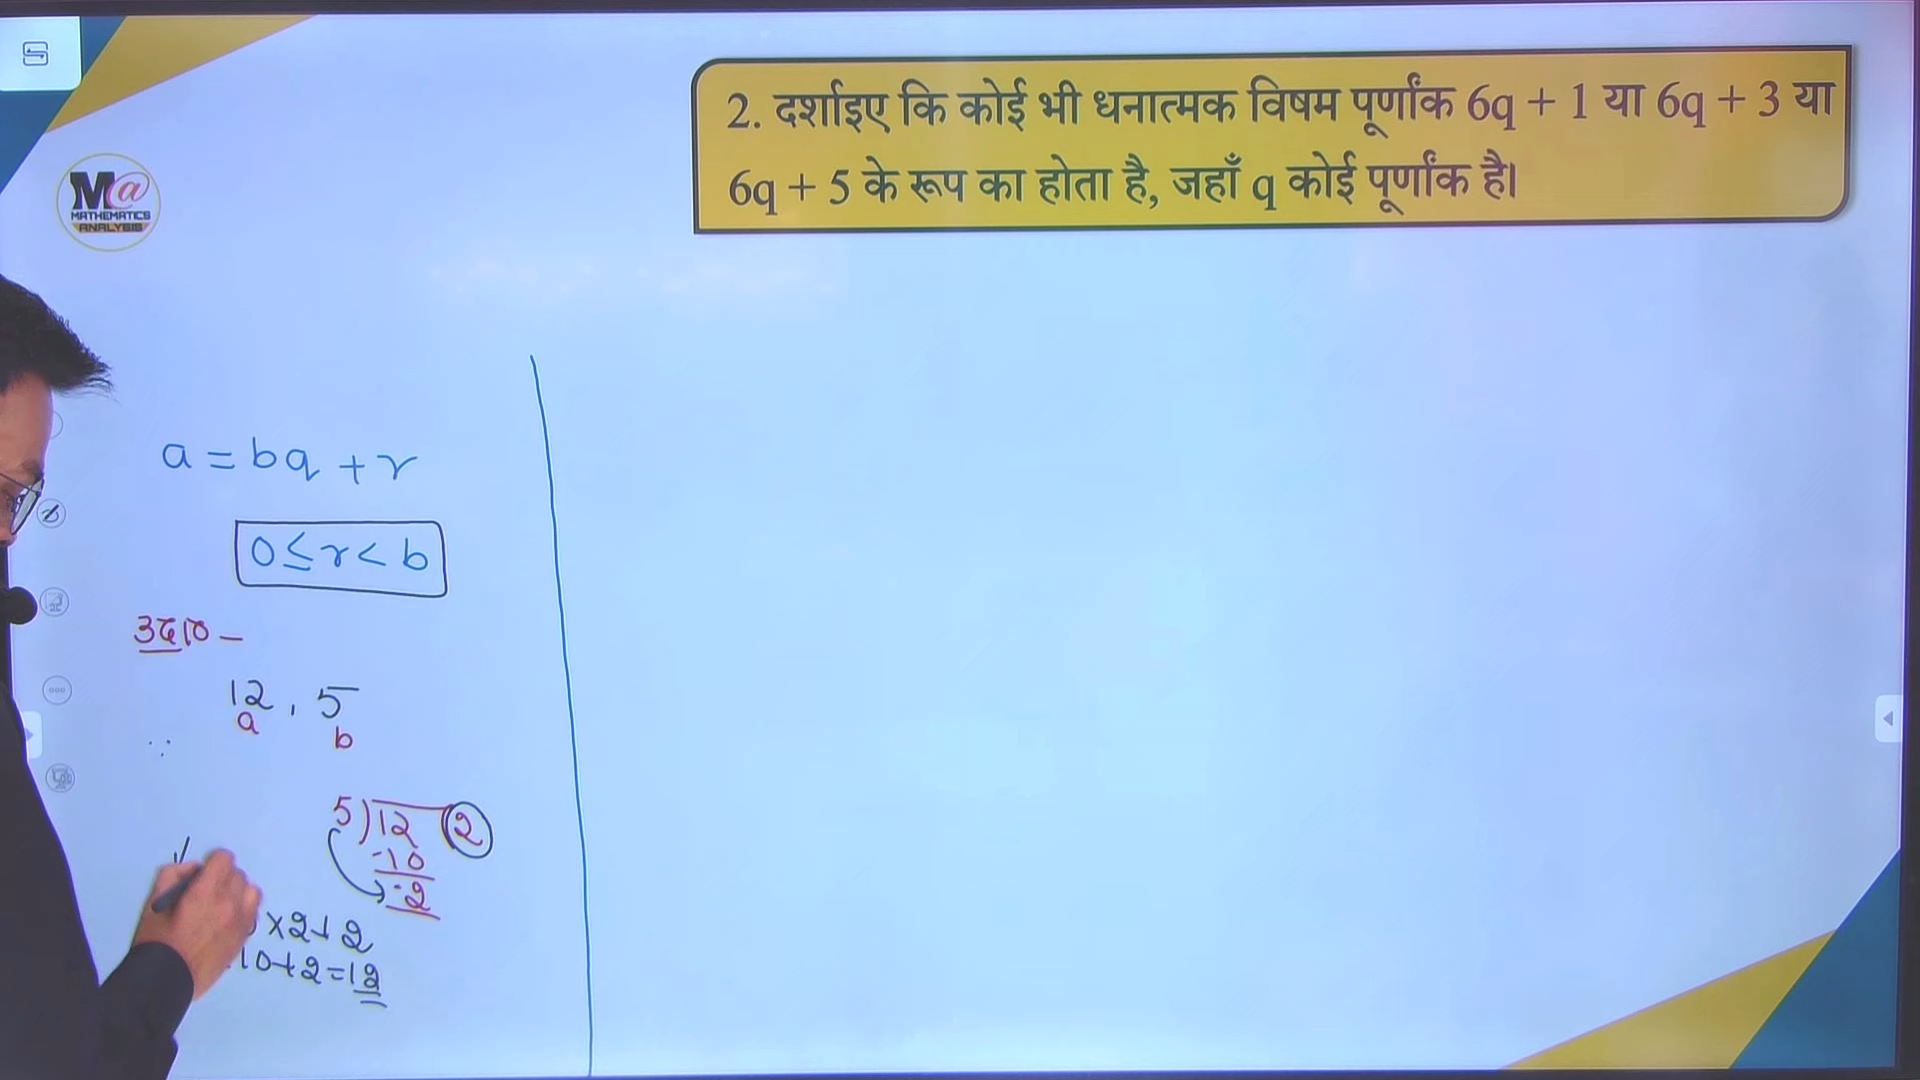 2. दर्शाइए कि कोई भी धनात्मक विषम पूर्णांक 6q + 1 या 6q + 3 या
6q + 5 के रूप का होता है, जहाँ q कोई पूर्णांक है।
M@
MATHEMATICS
ANALYSIS
a = bq + r
0 ≤ r < b
उदा० –
12 , 5
a b
5 ) 12 ( 2
-10
2
×2+2
10+2=12